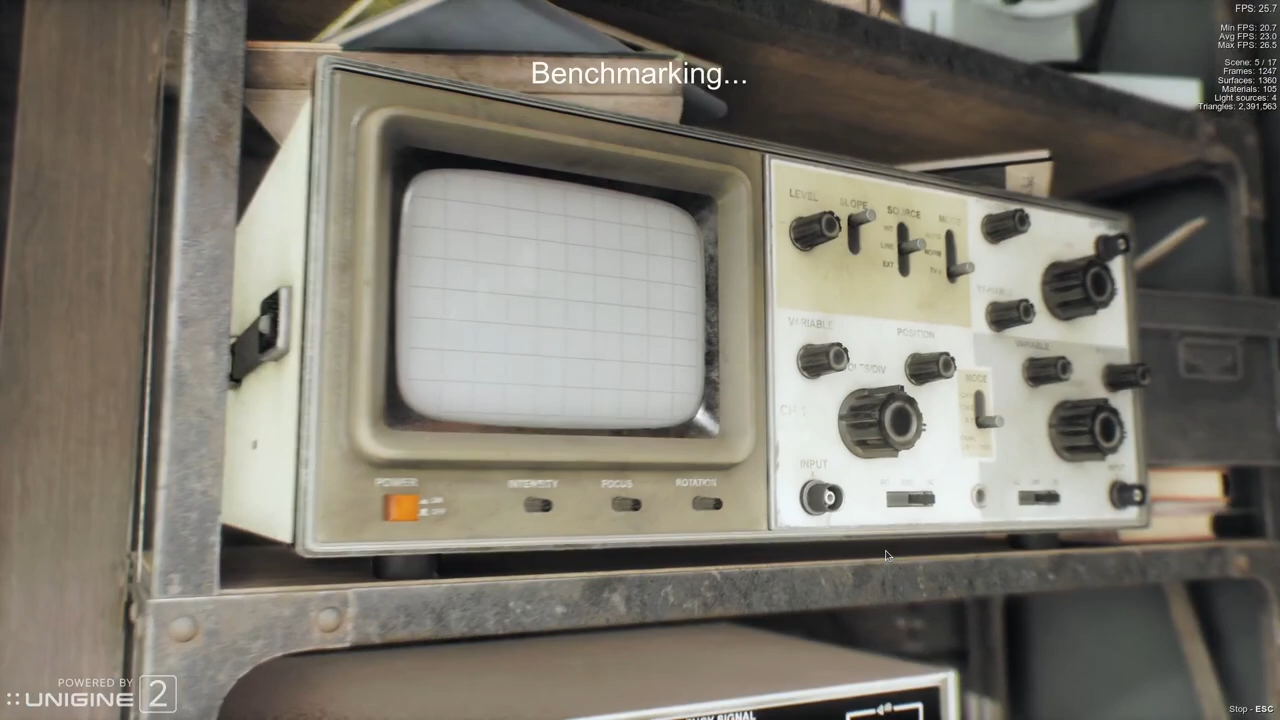 FPS: 25.7
Min FPS: 20.7
Avg FPS: 23.0
Max FPS: 26.5
Scene: 5 / 17
Frames: 1247
Surfaces: 1360
Materials: 105
Light sources: 4
Triangles: 2,391,563
Benchmarking...
LEVEL SLOPE SOURCE
LINE
EXT
VARIABLE POSITION
VARIABLE
MODE
INPUT
POWER INTENSITY FOCUS ROTATION
POWERED BY
UNIGINE 2
SIGNAL
Stop - ESC